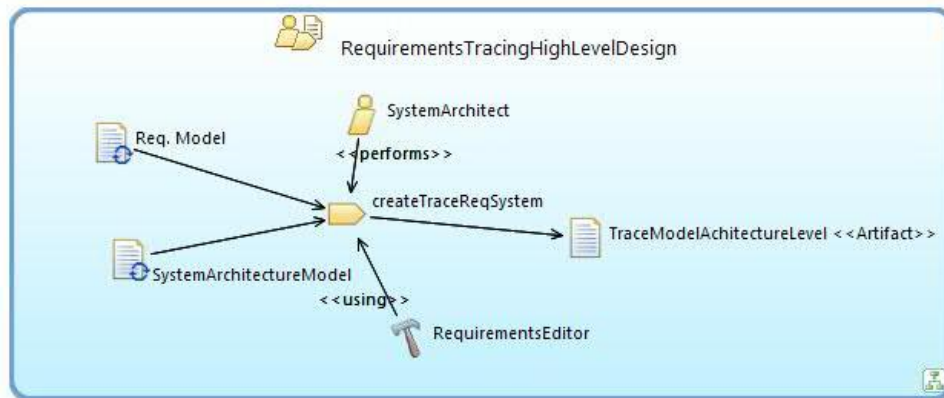 RequirementsTracingHighLevelDesign
SystemArchitect
Req. Model
<<performs>>
createTraceReqSystem
TraceModelAchitectureLevel <<Artifact>>
SystemArchitectureModel
<<using>>
RequirementsEditor